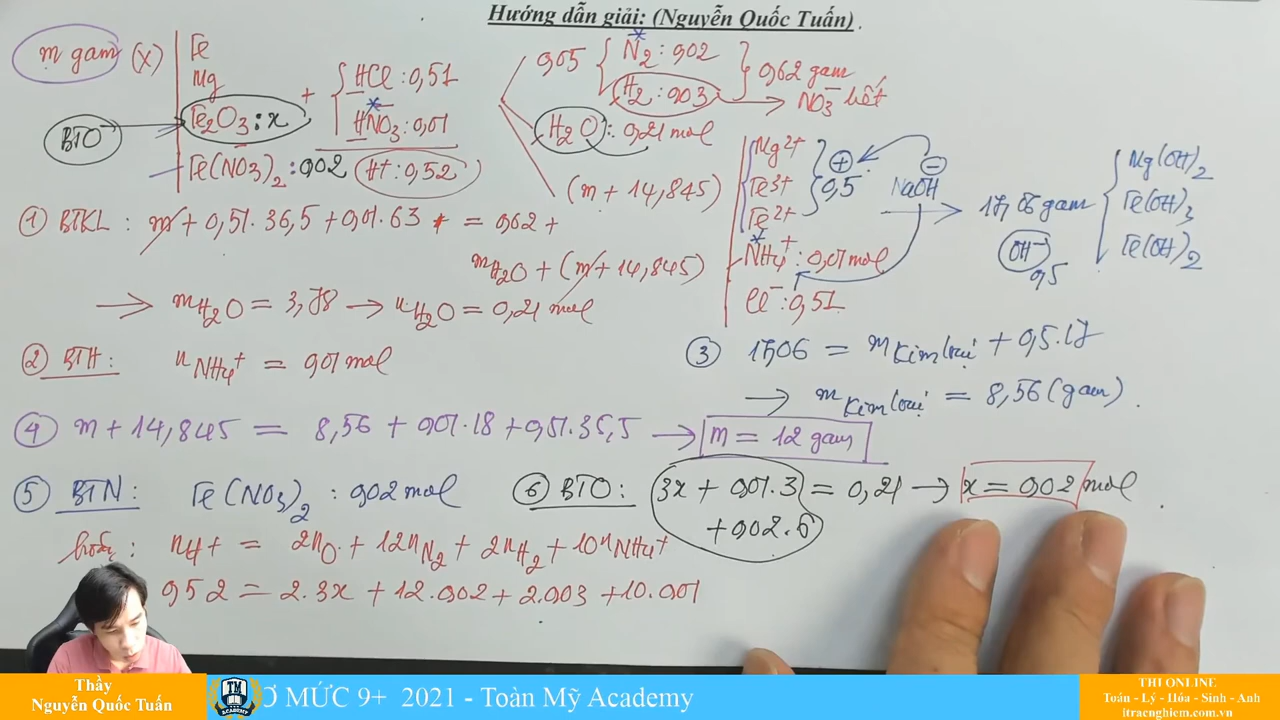 Hướng dẫn giải: (Nguyễn Quốc Tuấn).
m gam (X)
Fe
Mg
Fe2O3: x
Fe(NO3)2: 0,02
BTO
+
HCl: 0,51
HNO3: 0,01
H+: 0,52
0,05
N2: 0,02
H2: 0,03
0,62 gam
→ NO3- hết
H2O: 0,21 mol
(m + 14,845)
Mg2+
Fe3+
Fe2+
⊕
0,5
NH4+: 0,01 mol
Cl-: 0,51
⊖
NaOH
→ 17,06 gam
OH-
0,5
Mg(OH)2
Fe(OH)3
Fe(OH)2
① BTKL: m + 0,51.36,5 + 0,01.63 = 0,62 +
mH2O + (m + 14,845)
→ mH2O = 3,78 → nH2O = 0,21 mol
② BTH: nNH4+ = 0,01 mol
③ 17,06 = mKim loại + 0,5.17
→ mKim loại = 8,56 (gam).
④ m + 14,845 = 8,56 + 0,01.18 + 0,51.35,5 → m = 12 gam
⑤ BTN: Fe(NO3)2: 0,02 mol
⑥ BTO: 3x + 0,01.3 = 0,21 → x = 0,02 mol
+ 0,02.6
hoặc: nH+ = 2nO + 12nN2 + 2nH2 + 10nNH4+
0,52 = 2.3x + 12.0,02 + 2.0,03 + 10.0,01
Thầy
Nguyễn Quốc Tuấn
TM
ACADEMY
Ơ MỨC 9+ 2021 - Toàn Mỹ Academy
THI ONLINE
Toán - Lý - Hóa - Sinh - Anh
itracnghiem.com.vn